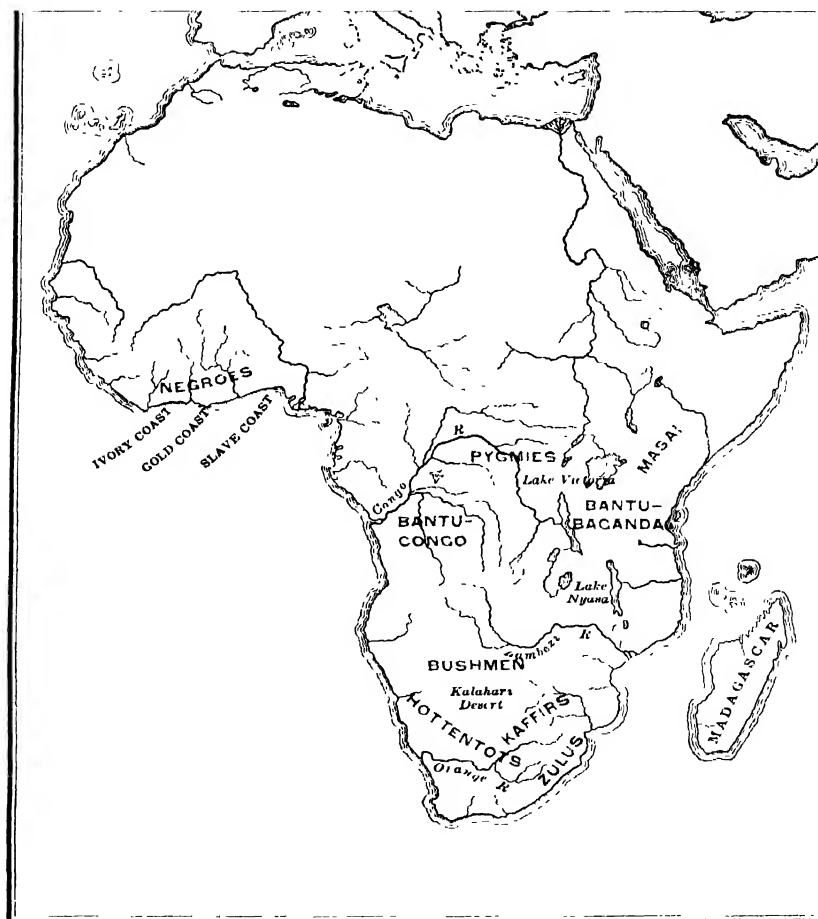 NEGROES
IVORY COAST
GOLD COAST
SLAVE COAST
R
PYGMIES
MASAI
Lake Victoria
Congo
BANTU-
CONGO
BANTU-
BAGANDA
Lake
Nyasa
Zambezi R
BUSHMEN
Kalahari
Desert
HOTTENTOTS
KAFFIRS
ZULUS
Orange R
MADAGASCAR